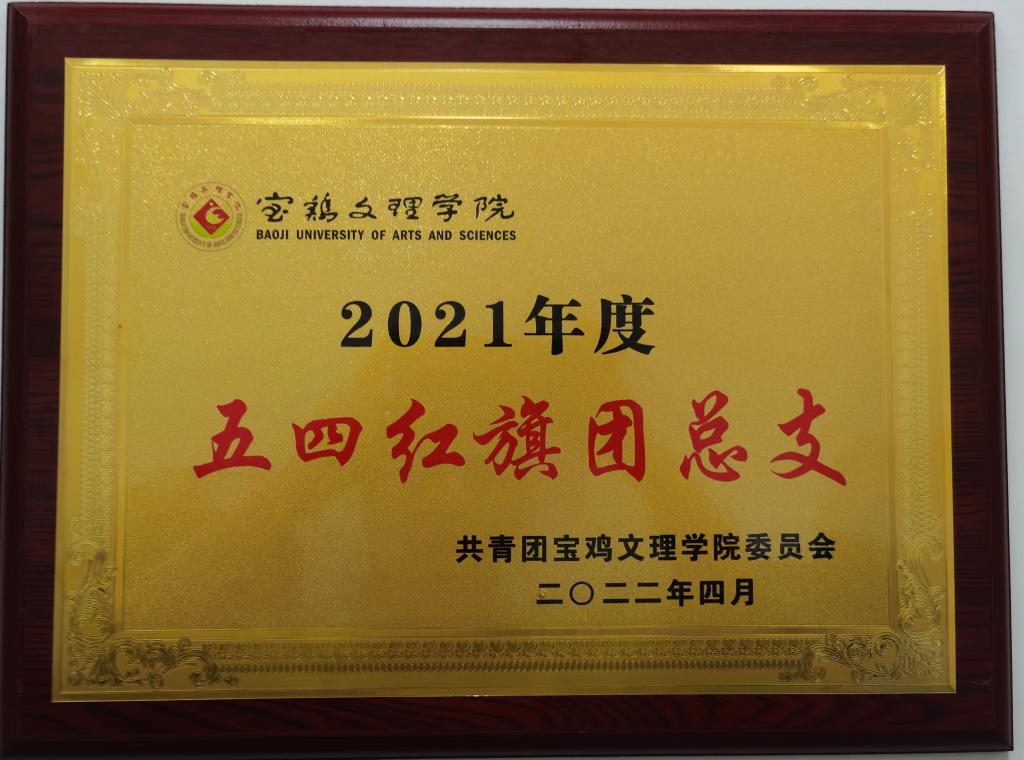 宝鸡文理学院
BAOJI UNIVERSITY OF ARTS AND SCIENCES
2021年度
五四红旗团总支
共青团宝鸡文理学院委员会
二〇二二年四月